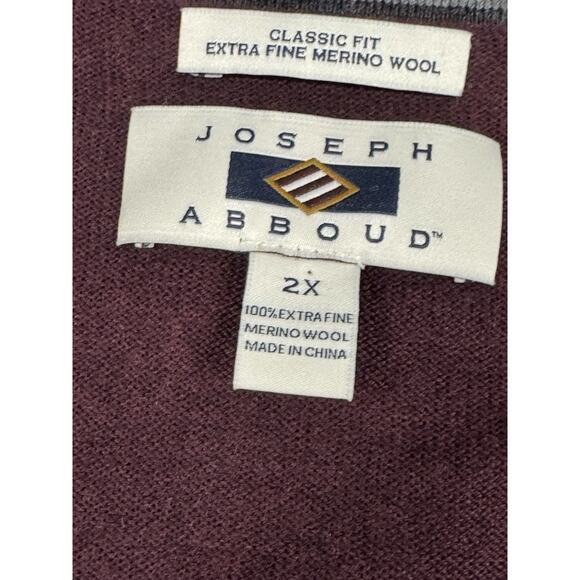 CLASSIC FIT
EXTRA FINE MERINO WOOL
JOSEPH
ABBOUD™
2X
100% EXTRA FINE
MERINO WOOL
MADE IN CHINA